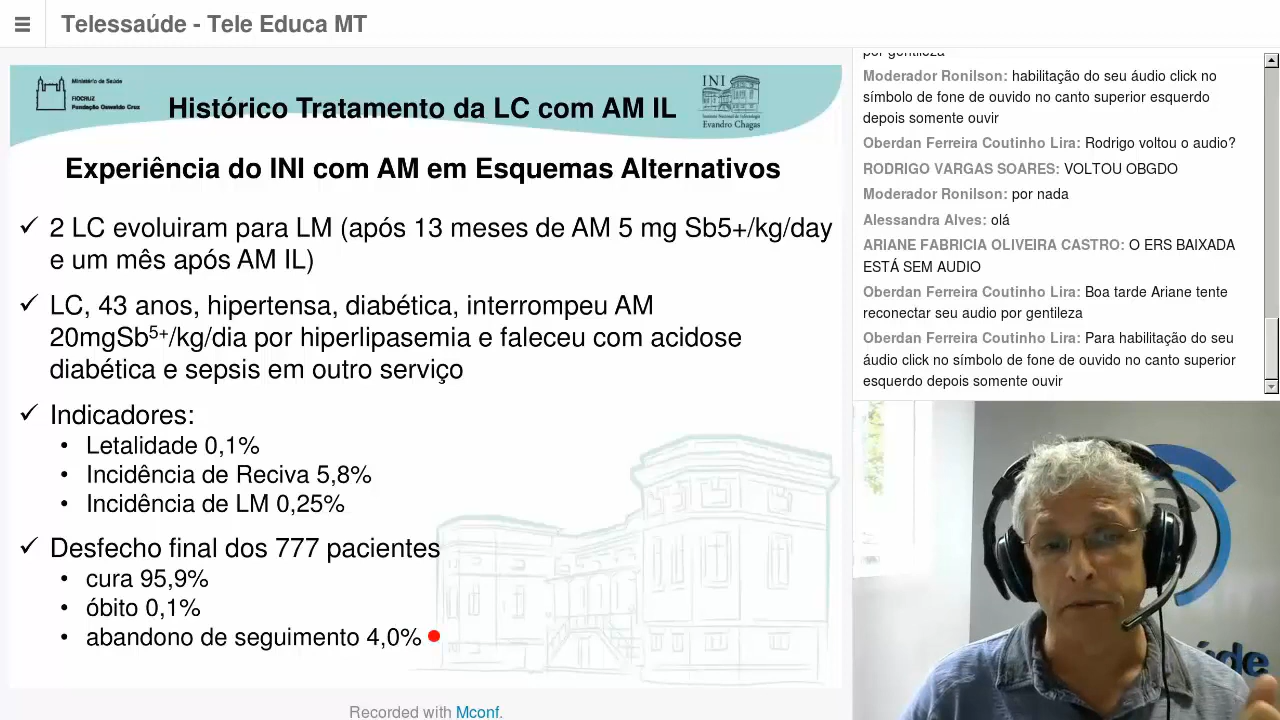 Telessaúde - Tele Educa MT
Ministério da Saúde
FIOCRUZ
Fundação Oswaldo Cruz
INI
Evandro Chagas
Histórico Tratamento da LC com AM IL
Experiência do INI com AM em Esquemas Alternativos
✓ 2 LC evoluiram para LM (após 13 meses de AM 5 mg Sb5+/kg/day
e um mês após AM IL)
✓ LC, 43 anos, hipertensa, diabética, interrompeu AM
20mgSb⁵⁺/kg/dia por hiperlipasemia e faleceu com acidose
diabética e sepsis em outro serviço
✓ Indicadores:
• Letalidade 0,1%
• Incidência de Reciva 5,8%
• Incidência de LM 0,25%
✓ Desfecho final dos 777 pacientes
• cura 95,9%
• óbito 0,1%
• abandono de seguimento 4,0%
Recorded with Mconf.
por gentileza
Moderador Ronilson: habilitação do seu áudio click no
símbolo de fone de ouvido no canto superior esquerdo
depois somente ouvir
Oberdan Ferreira Coutinho Lira: Rodrigo voltou o audio?
RODRIGO VARGAS SOARES: VOLTOU OBGDO
Moderador Ronilson: por nada
Alessandra Alves: olá
ARIANE FABRICIA OLIVEIRA CASTRO: O ERS BAIXADA
ESTÁ SEM AUDIO
Oberdan Ferreira Coutinho Lira: Boa tarde Ariane tente
reconectar seu audio por gentileza
Oberdan Ferreira Coutinho Lira: Para habilitação do seu
áudio click no símbolo de fone de ouvido no canto superior
esquerdo depois somente ouvir